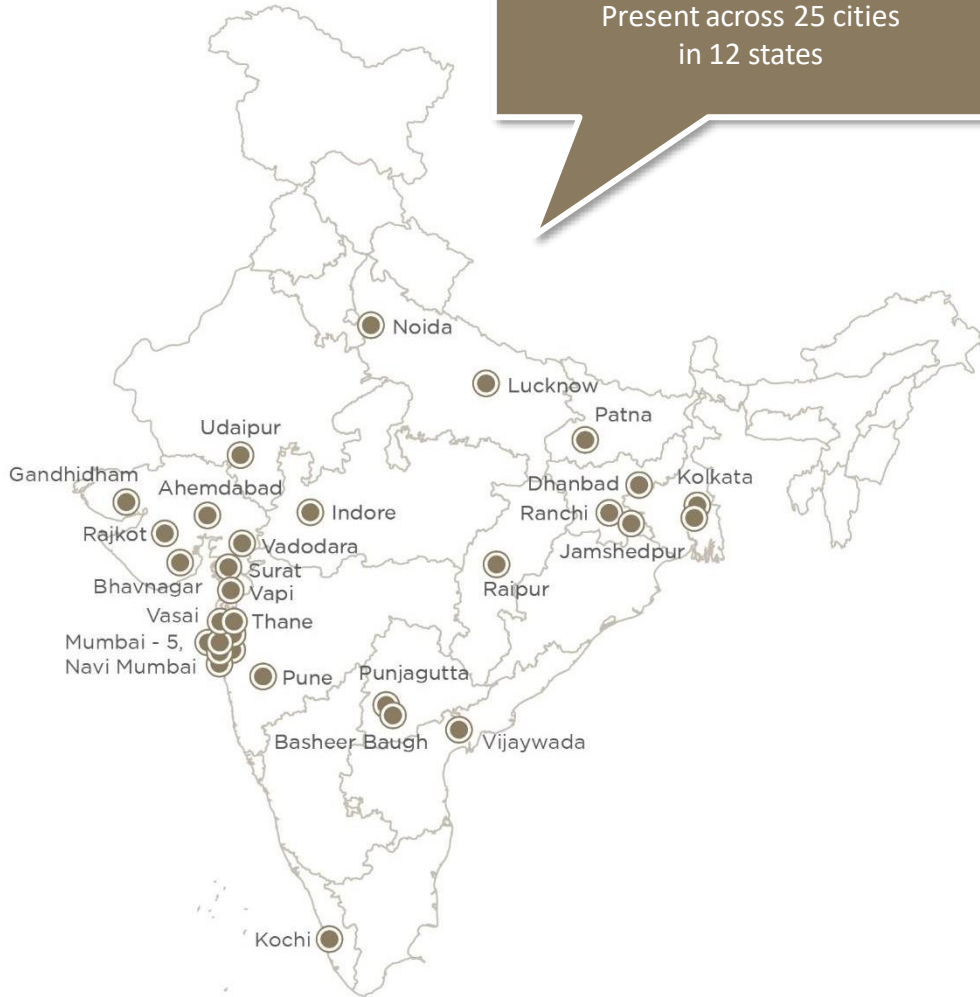 Present across 25 cities
in 12 states
Noida
Lucknow
Patna
Udaipur
Gandhidham
Ahemdabad
Dhanbad
Kolkata
Indore
Ranchi
Rajkot
Vadodara
Jamshedpur
Surat
Bhavnagar
Vapi
Raipur
Vasai
Thane
Mumbai - 5,
Navi Mumbai
Pune
Punjagutta
Basheer Baugh
Vijaywada
Kochi